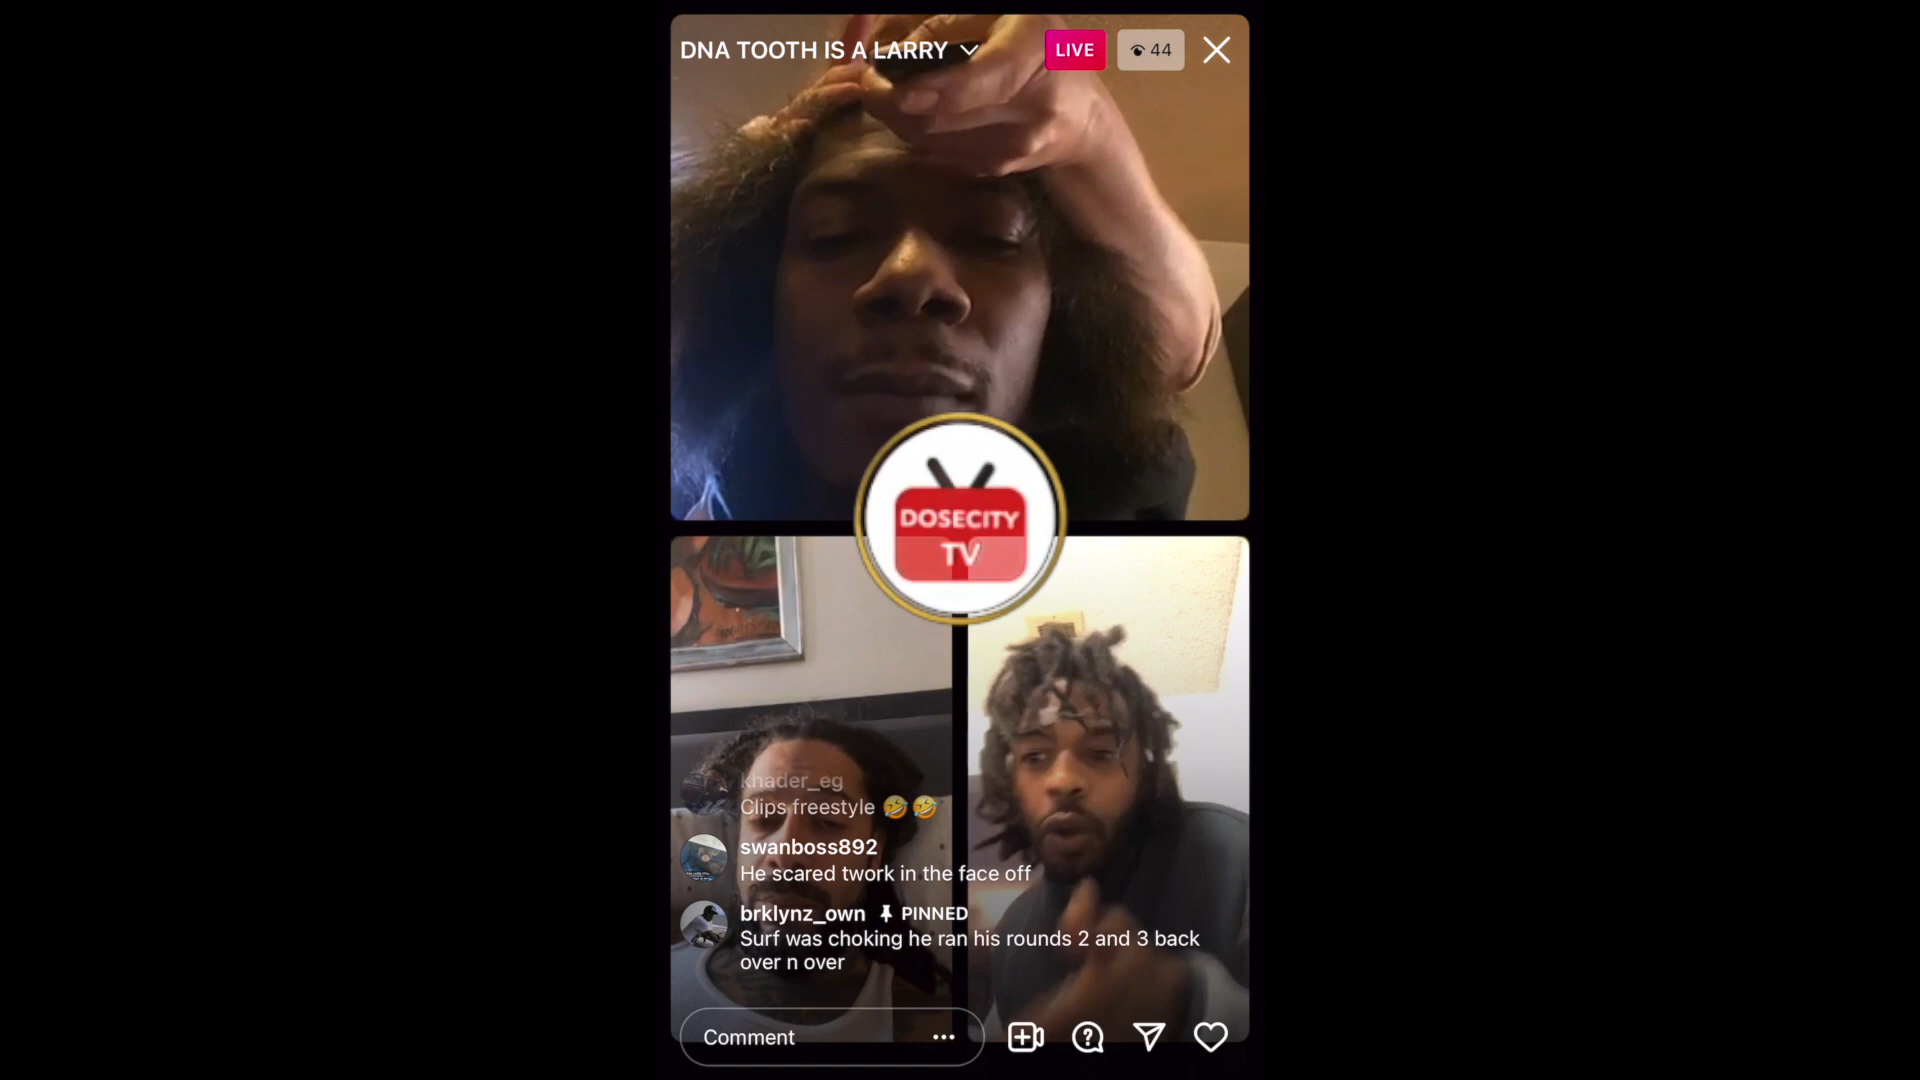 DNA TOOTH IS A LARRY
LIVE
44
DOSECITY
TV
khader_eg
Clips freestyle 🤣🤣
swanboss892
He scared twork in the face off
brklynz_own PINNED
Surf was choking he ran his rounds 2 and 3 back
over n over
Comment